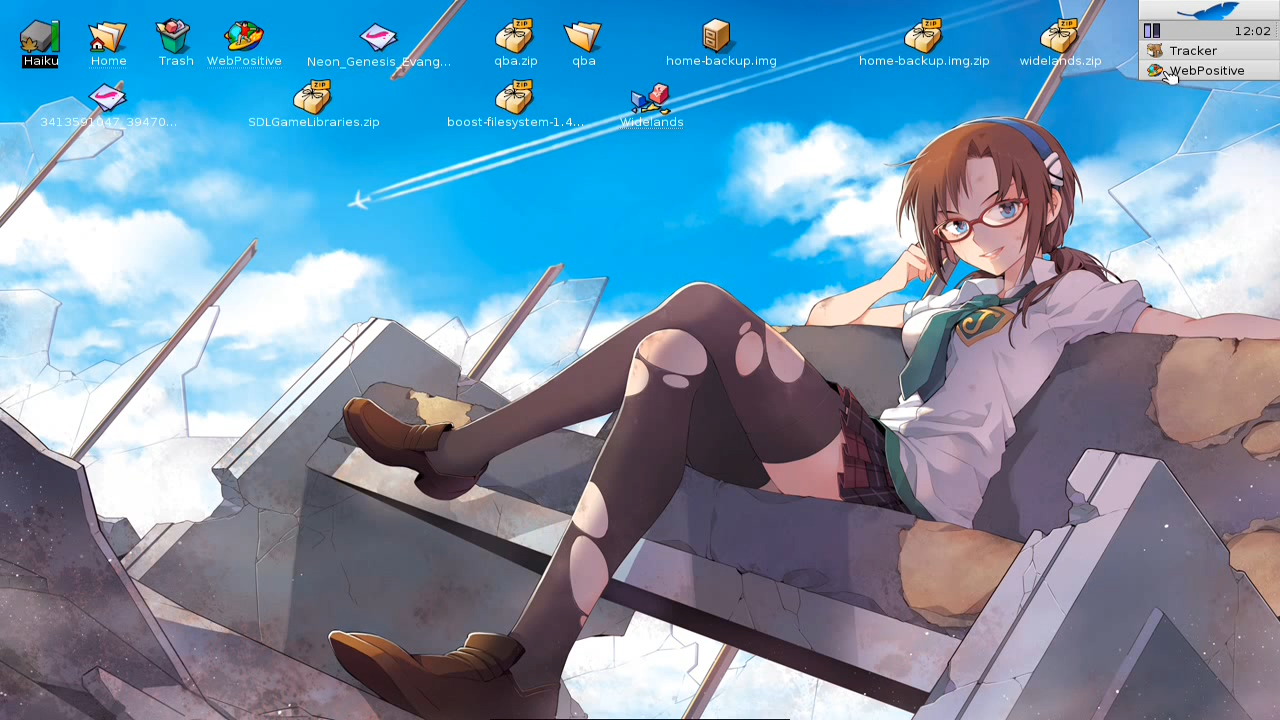 Haiku
Home
Trash
WebPositive
Neon_Genesis_Evang...
qba.zip
qba
home-backup.img
home-backup.img.zip
widelands.zip
3413591047_39470...
SDLGameLibraries.zip
boost-filesystem-1.4...
Widelands
12:02
Tracker
WebPositive